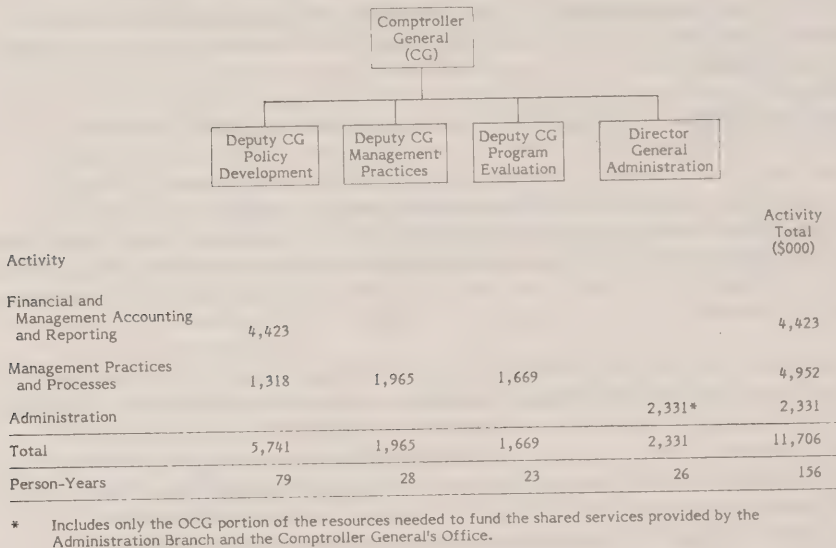 Comptroller
General
(CG)
Deputy CG
Policy
Development
Deputy CG
Management
Practices
Deputy CG
Program
Evaluation
Director
General
Administration
Activity
Total
($000)
Activity
Financial and
Management Accounting
and Reporting 4,423 4,423
Management Practices
and Processes 1,318 1,965 1,669 4,952
Administration 2,331* 2,331
Total 5,741 1,965 1,669 2,331 11,706
Person-Years 79 28 23 26 156
* Includes only the OCG portion of the resources needed to fund the shared services provided by the
Administration Branch and the Comptroller General's Office.